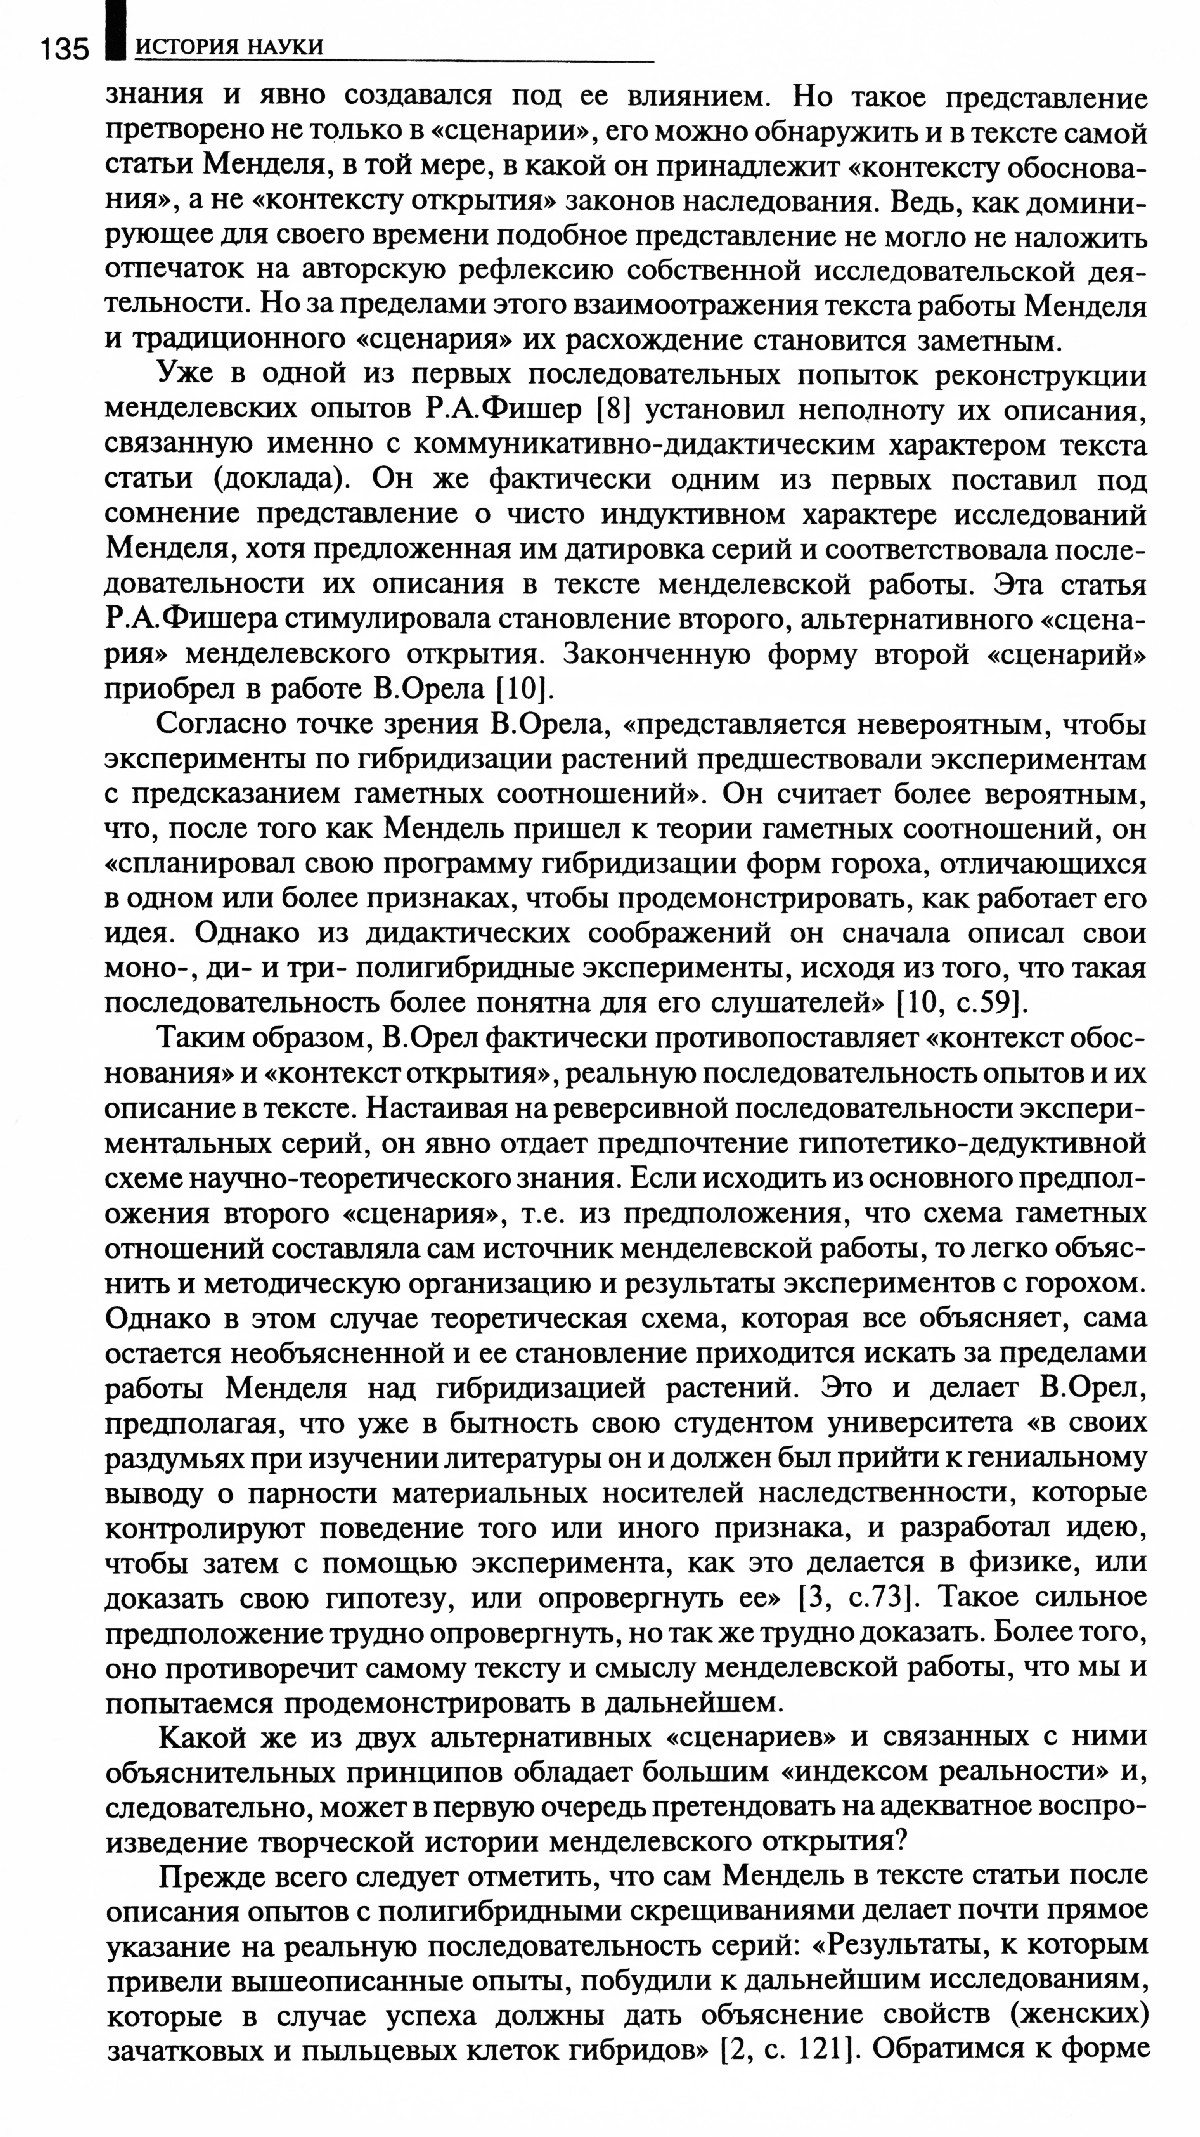 135 ИСТОРИЯ НАУКИ
знания и явно создавался под ее влиянием. Но такое представление
претворено не только в «сценарии», его можно обнаружить и в тексте самой
статьи Менделя, в той мере, в какой он принадлежит «контексту обоснова-
ния», а не «контексту открытия» законов наследования. Ведь, как домини-
рующее для своего времени подобное представление не могло не наложить
отпечаток на авторскую рефлексию собственной исследовательской дея-
тельности. Но за пределами этого взаимоотражения текста работы Менделя
и традиционного «сценария» их расхождение становится заметным.
Уже в одной из первых последовательных попыток реконструкции
менделевских опытов Р.А.Фишер [8] установил неполноту их описания,
связанную именно с коммуникативно-дидактическим характером текста
статьи (доклада). Он же фактически одним из первых поставил под
сомнение представление о чисто индуктивном характере исследований
Менделя, хотя предложенная им датировка серий и соответствовала после-
довательности их описания в тексте менделевской работы. Эта статья
Р.А.Фишера стимулировала становление второго, альтернативного «сцена-
рия» менделевского открытия. Законченную форму второй «сценарий»
приобрел в работе В.Орела [10].
Согласно точке зрения В.Орела, «представляется невероятным, чтобы
эксперименты по гибридизации растений предшествовали экспериментам
с предсказанием гаметных соотношений». Он считает более вероятным,
что, после того как Мендель пришел к теории гаметных соотношений, он
«спланировал свою программу гибридизации форм гороха, отличающихся
в одном или более признаках, чтобы продемонстрировать, как работает его
идея. Однако из дидактических соображений он сначала описал свои
моно-, ди- и три- полигибридные эксперименты, исходя из того, что такая
последовательность более понятна для его слушателей» [10, с.59].
Таким образом, В.Орел фактически противопоставляет «контекст обос-
нования» и «контекст открытия», реальную последовательность опытов и их
описание в тексте. Настаивая на реверсивной последовательности экспери-
ментальных серий, он явно отдает предпочтение гипотетико-дедуктивной
схеме научно-теоретического знания. Если исходить из основного предпол-
ожения второго «сценария», т.е. из предположения, что схема гаметных
отношений составляла сам источник менделевской работы, то легко объяс-
нить и методическую организацию и результаты экспериментов с горохом.
Однако в этом случае теоретическая схема, которая все объясняет, сама
остается необъясненной и ее становление приходится искать за пределами
работы Менделя над гибридизацией растений. Это и делает В.Орел,
предполагая, что уже в бытность свою студентом университета «в своих
раздумьях при изучении литературы он и должен был прийти к гениальному
выводу о парности материальных носителей наследственности, которые
контролируют поведение того или иного признака, и разработал идею,
чтобы затем с помощью эксперимента, как это делается в физике, или
доказать свою гипотезу, или опровергнуть ее» [3, с.73]. Такое сильное
предположение трудно опровергнуть, но так же трудно доказать. Более того,
оно противоречит самому тексту и смыслу менделевской работы, что мы и
попытаемся продемонстрировать в дальнейшем.
Какой же из двух альтернативных «сценариев» и связанных с ними
объяснительных принципов обладает большим «индексом реальности» и,
следовательно, может в первую очередь претендовать на адекватное воспро-
изведение творческой истории менделевского открытия?
Прежде всего следует отметить, что сам Мендель в тексте статьи после
описания опытов с полигибридными скрещиваниями делает почти прямое
указание на реальную последовательность серий: «Результаты, к которым
привели вышеописанные опыты, побудили к дальнейшим исследованиям,
которые в случае успеха должны дать объяснение свойств (женских)
зачатковых и пыльцевых клеток гибридов» [2, с. 121]. Обратимся к форме